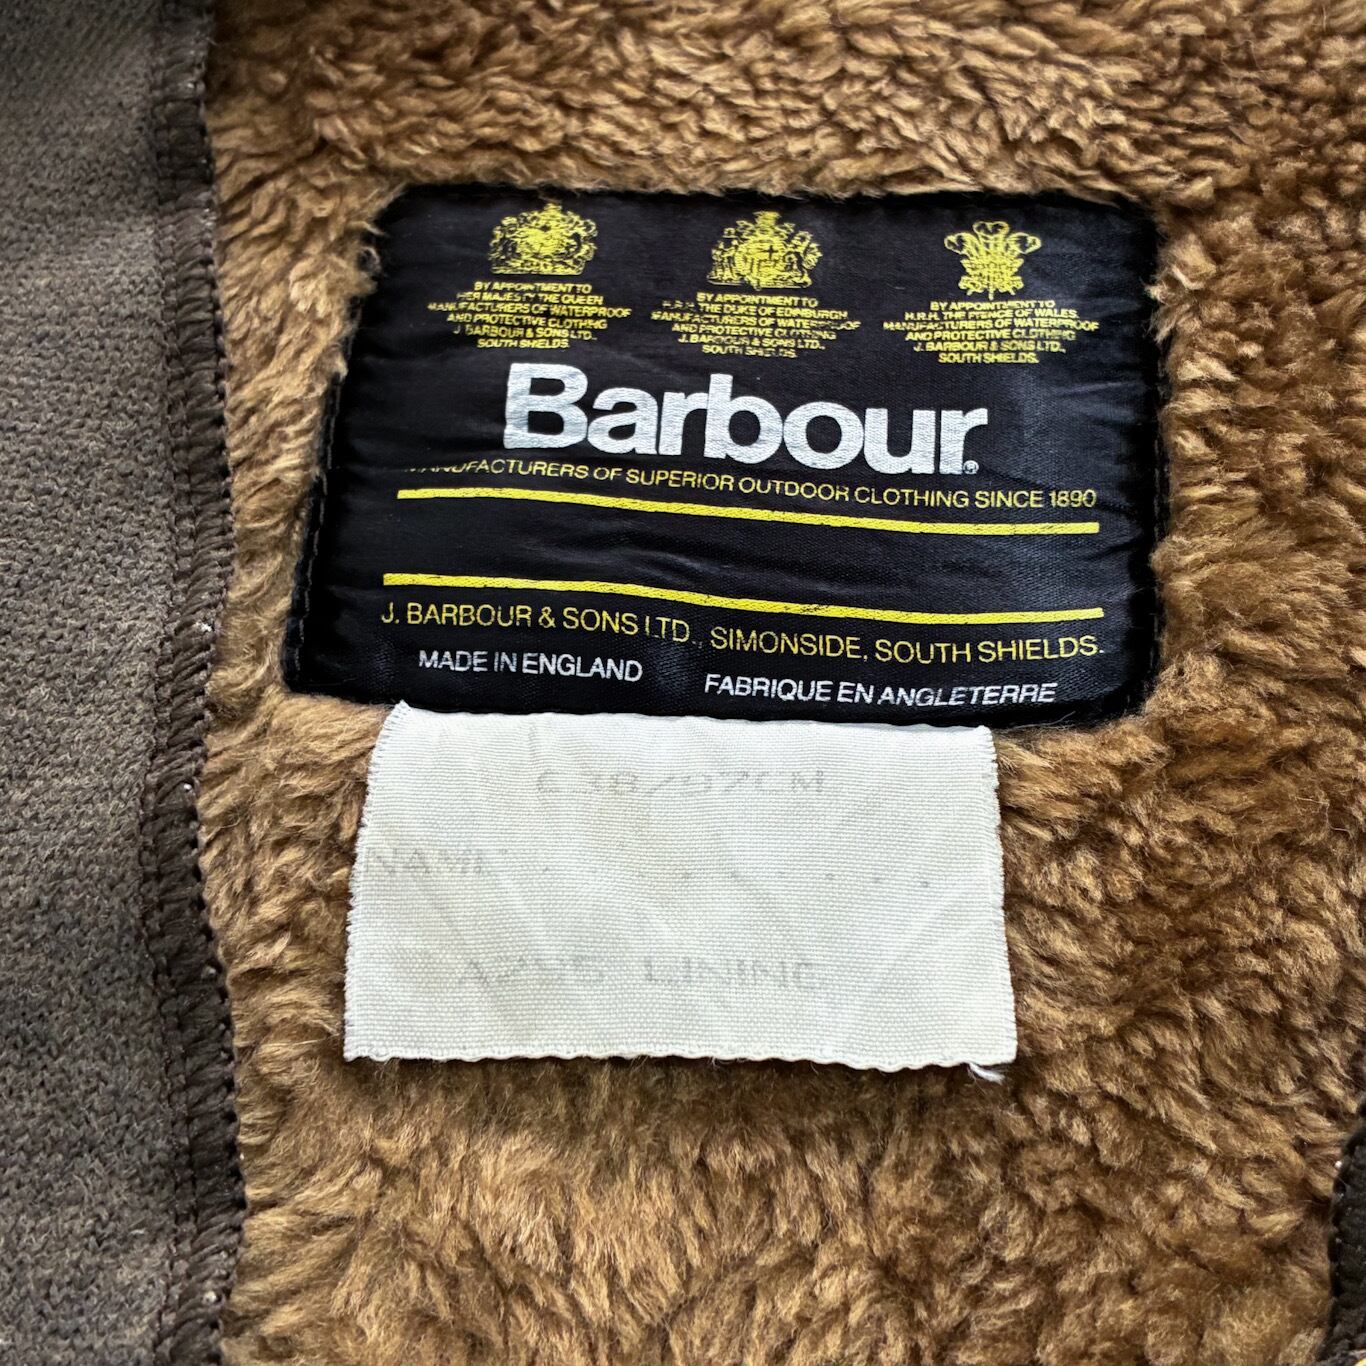 BY APPOINTMENT TO
HER MAJESTY THE QUEEN
MANUFACTURERS OF WATERPROOF
AND PROTECTIVE CLOTHING
J. BARBOUR & SONS LTD.,
SOUTH SHIELDS.
BY APPOINTMENT TO
H.R.H. THE DUKE OF EDINBURGH
MANUFACTURERS OF WATERPROOF
AND PROTECTIVE CLOTHING
J. BARBOUR & SONS LTD.,
SOUTH SHIELDS.
BY APPOINTMENT TO
H.R.H. THE PRINCE OF WALES
MANUFACTURERS OF WATERPROOF
AND PROTECTIVE CLOTHING
J. BARBOUR & SONS LTD.,
SOUTH SHIELDS.
Barbour®
MANUFACTURERS OF SUPERIOR OUTDOOR CLOTHING SINCE 1890
J. BARBOUR & SONS LTD., SIMONSIDE, SOUTH SHIELDS.
MADE IN ENGLAND FABRIQUE EN ANGLETERRE
NAME
LINING